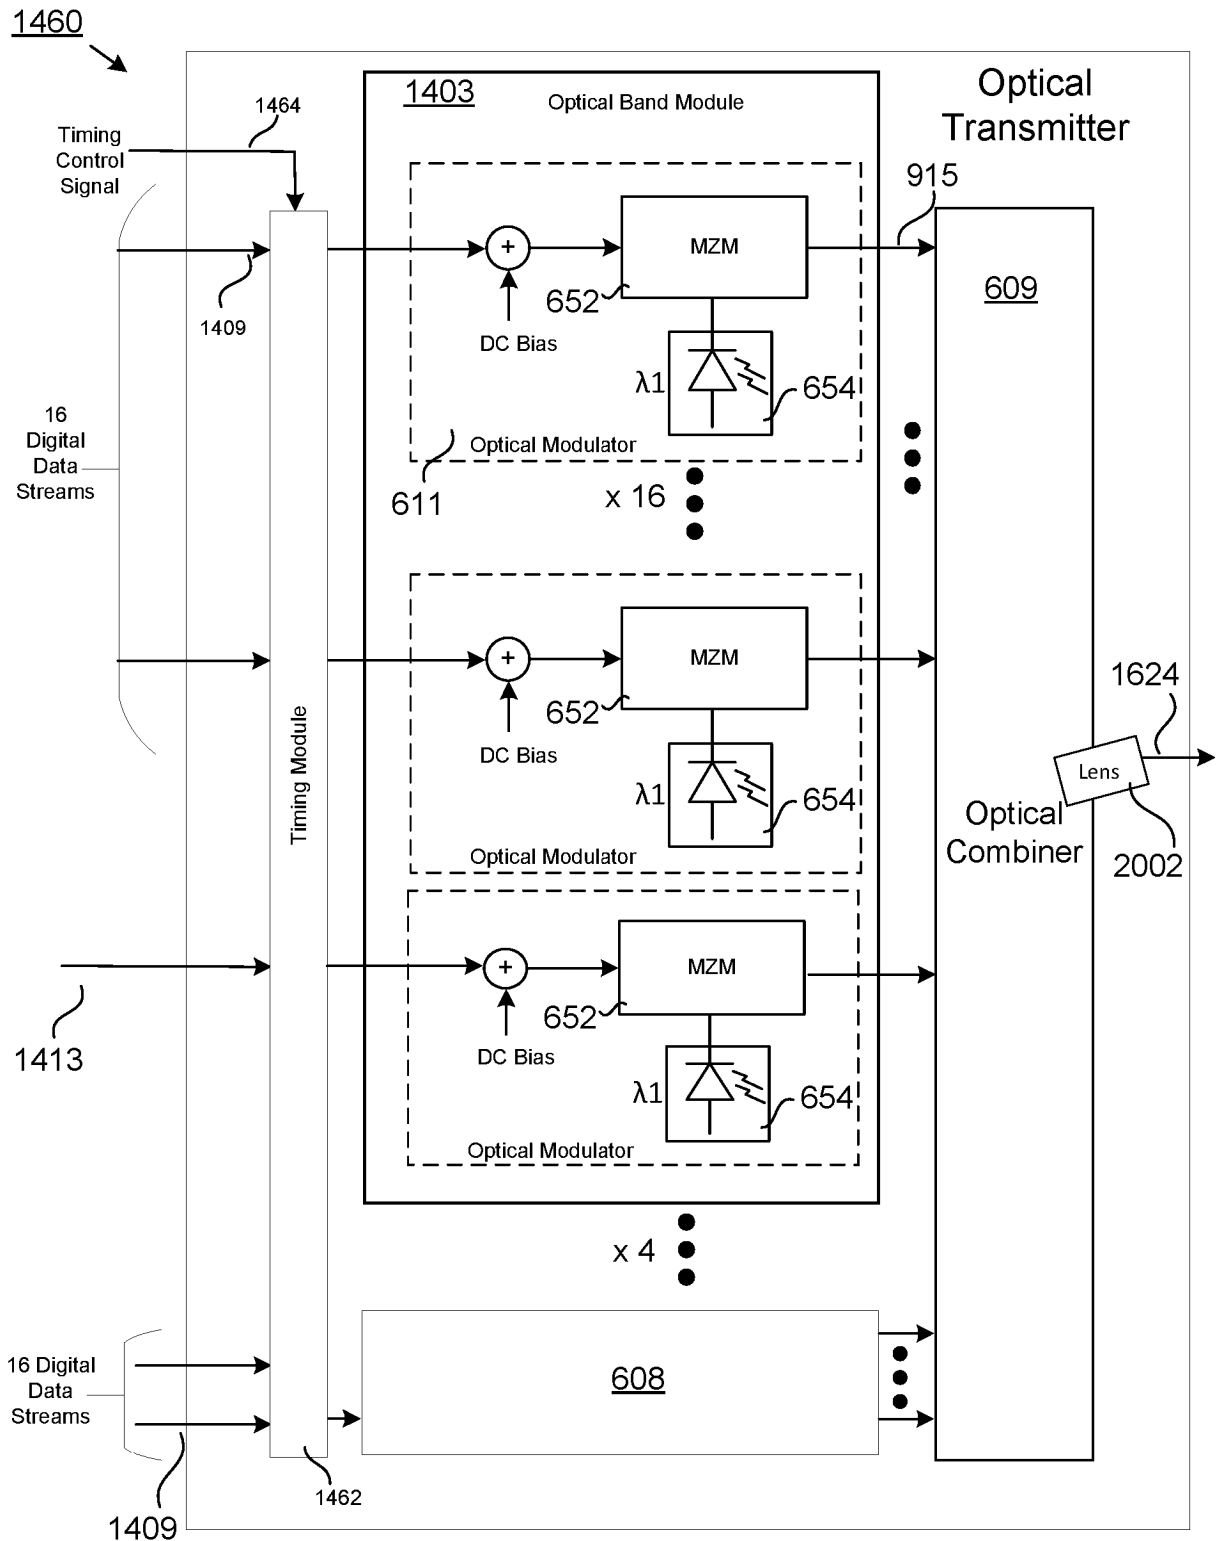 1460
1403
Optical Band Module
Optical
Transmitter
1464
Timing
Control
Signal
915
MZM
+
652
609
1409
DC Bias
λ1
654
16
Digital
Data
Streams
Optical Modulator
611
x 16
MZM
+
652
1624
DC Bias
Timing Module
Lens
λ1
654
Optical
Combiner
Optical Modulator
2002
MZM
+
652
1413
DC Bias
λ1
654
Optical Modulator
x 4
16 Digital
Data
Streams
608
1462
1409